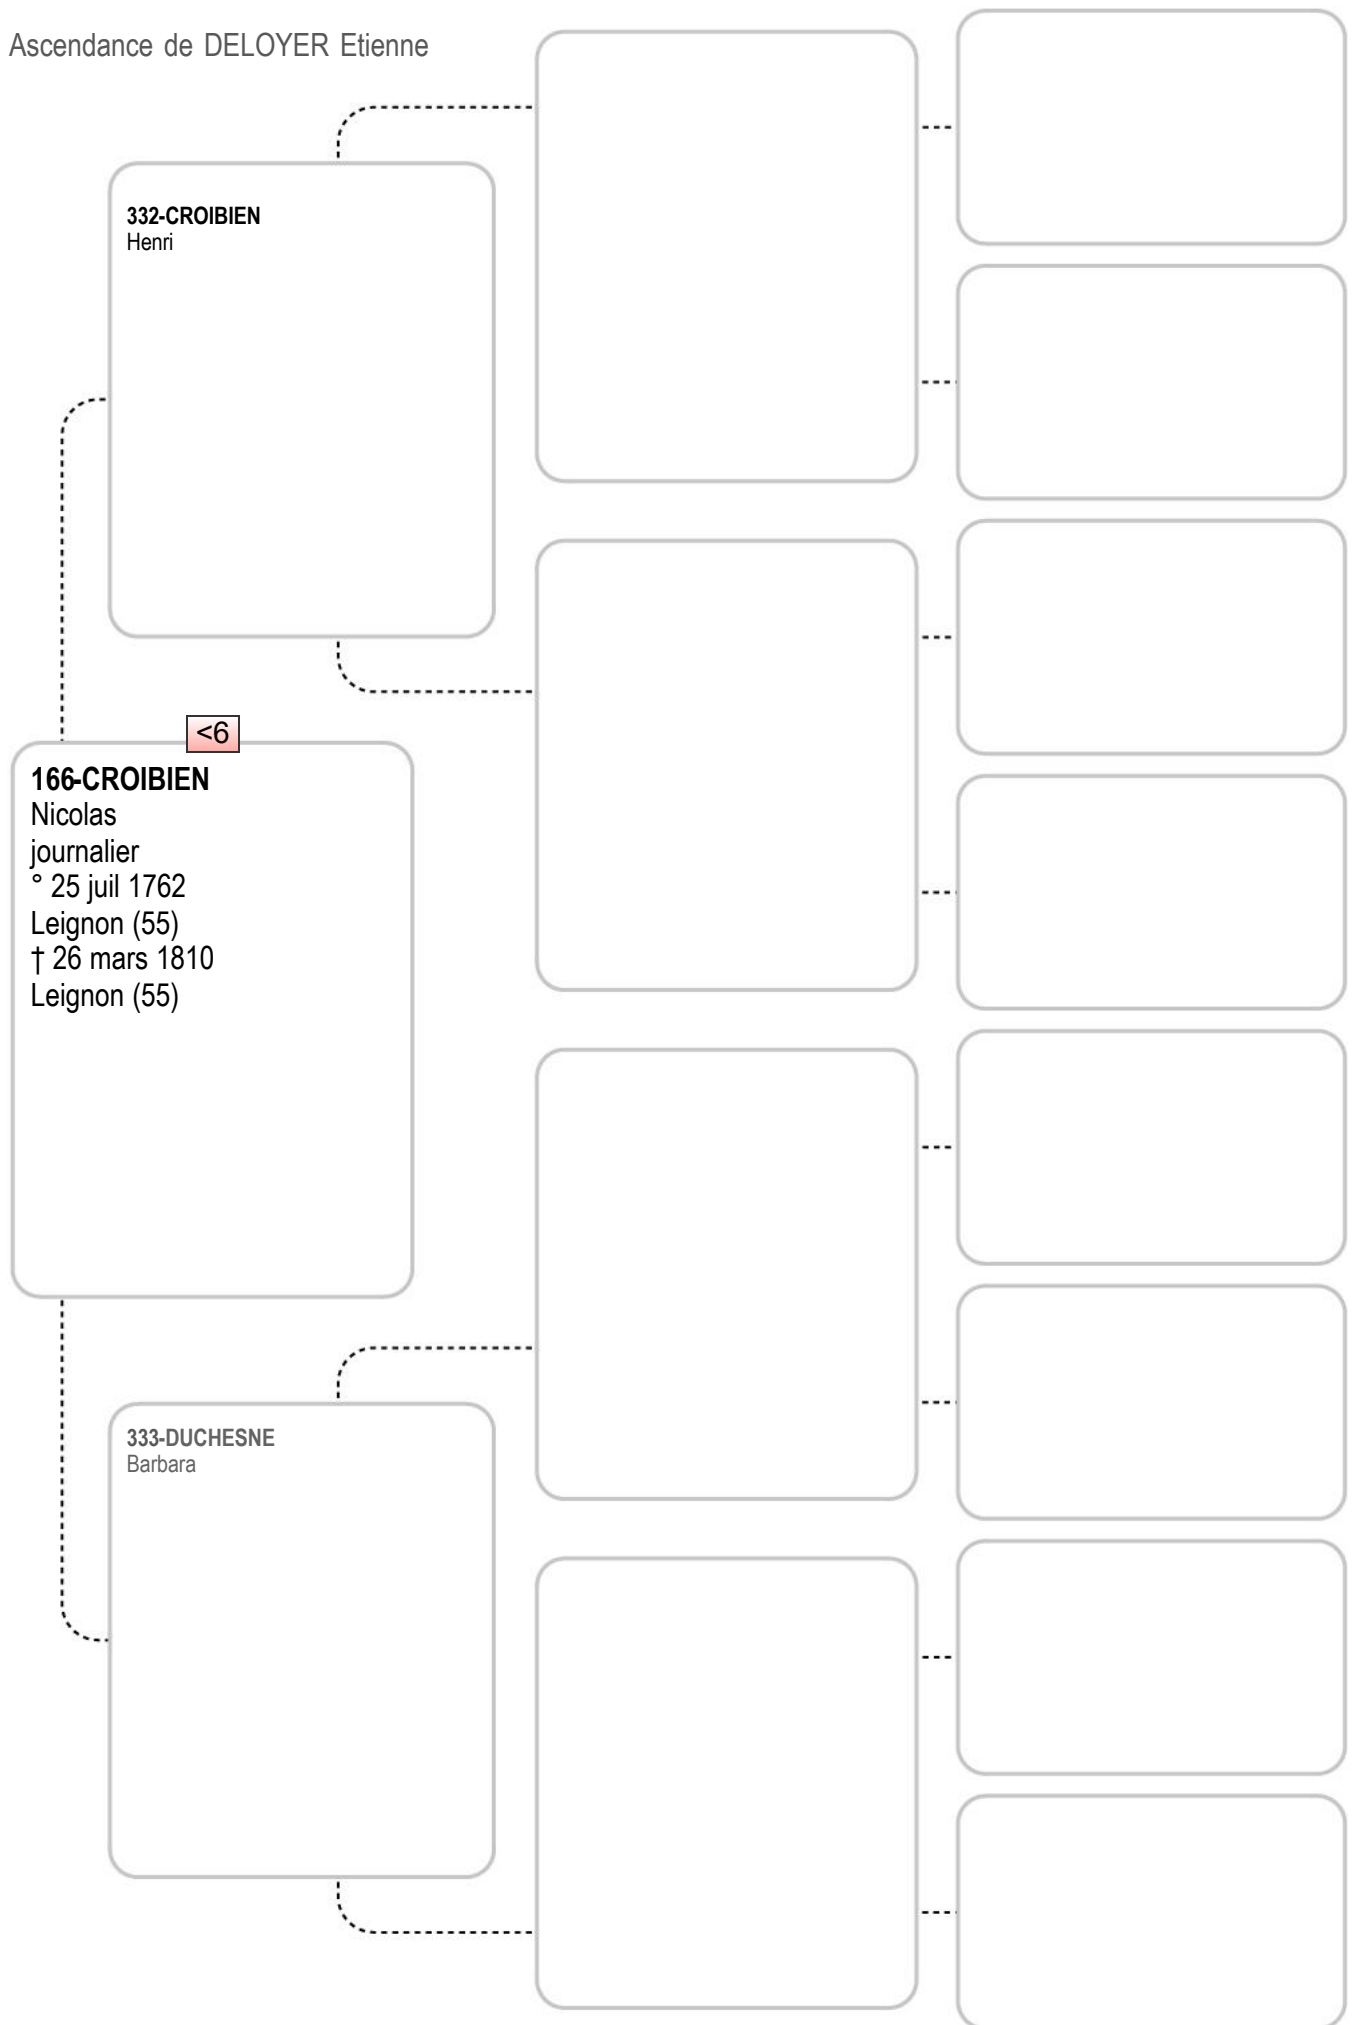 Ascendance de DELOYER Etienne
332-CROIBIEN
Henri
<6
166-CROIBIEN
Nicolas
journalier
° 25 juil 1762
Leignon (55)
† 26 mars 1810
Leignon (55)
333-DUCHESNE
Barbara